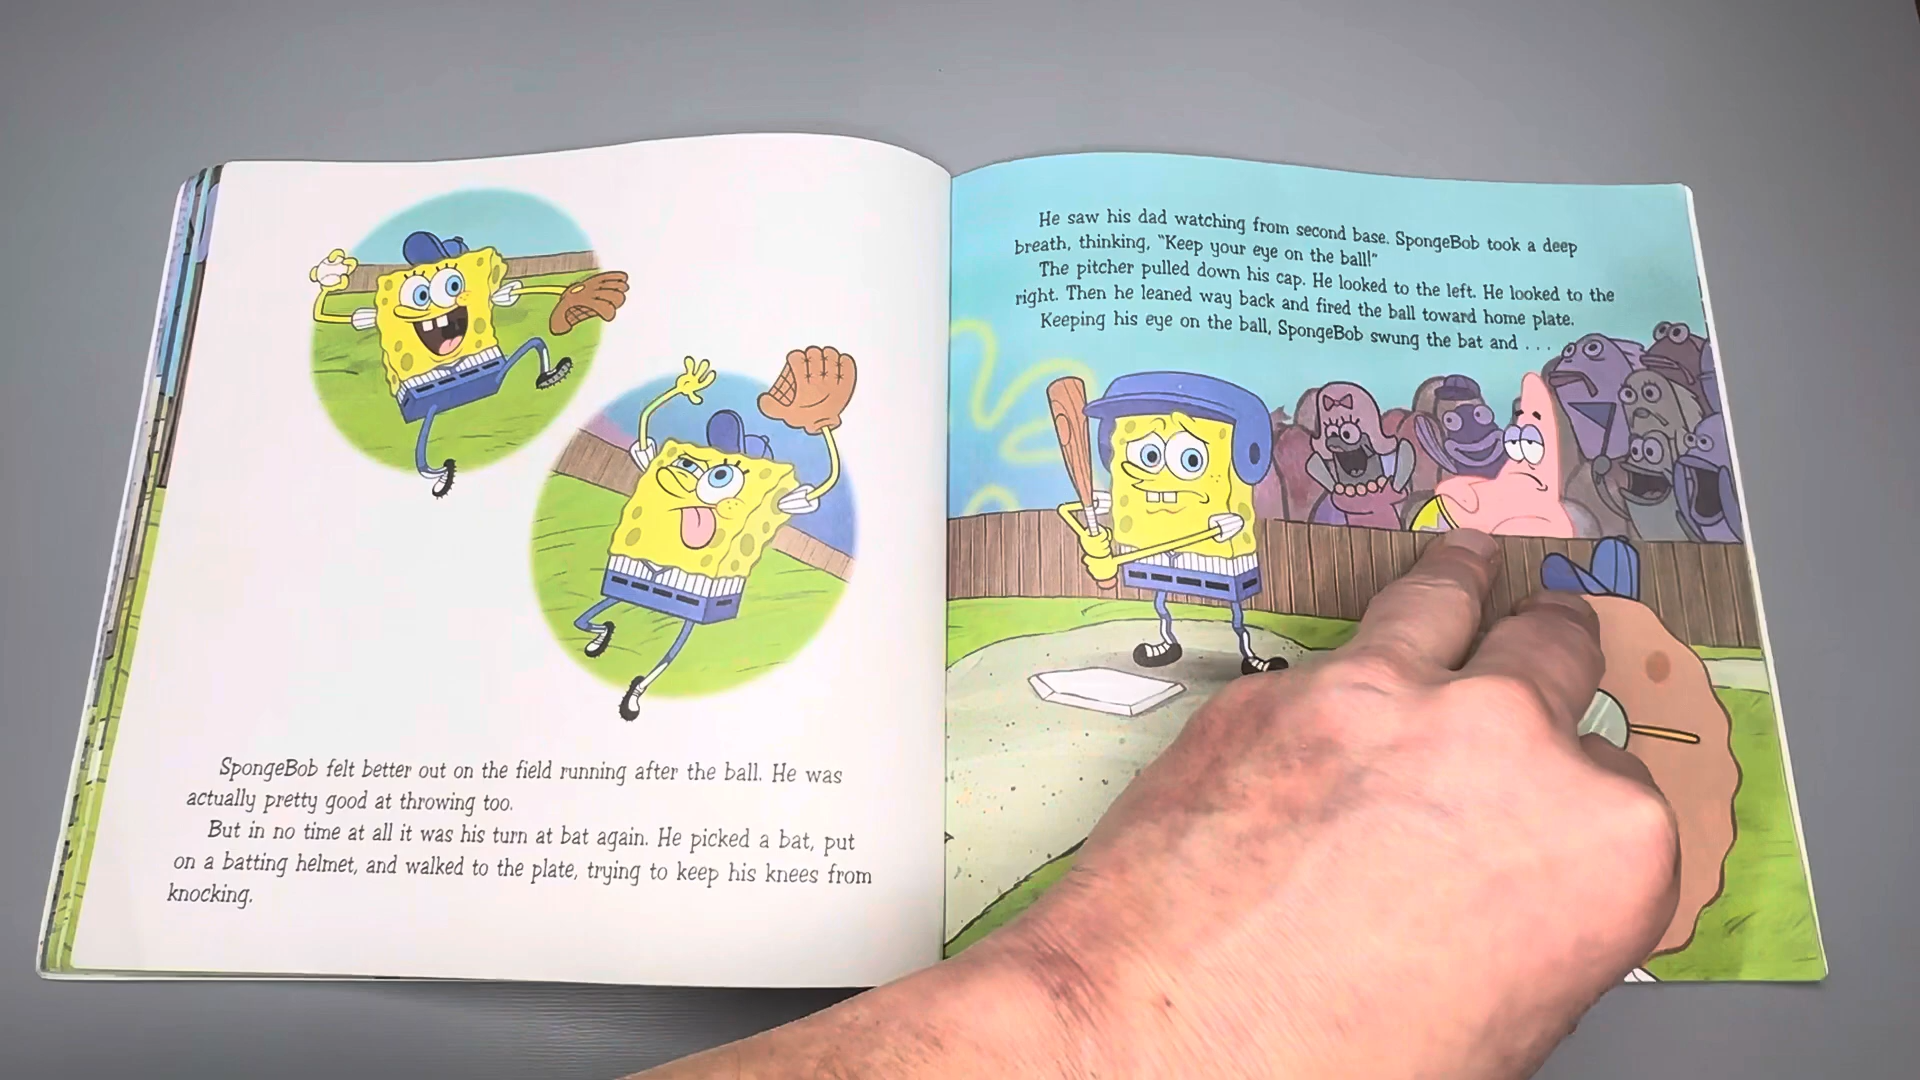 SpongeBob felt better out on the field running after the ball. He was
actually pretty good at throwing too.
But in no time at all it was his turn at bat again. He picked a bat, put
on a batting helmet, and walked to the plate, trying to keep his knees from
knocking.
He saw his dad watching from second base. SpongeBob took a deep
breath, thinking, "Keep your eye on the ball!"
The pitcher pulled down his cap. He looked to the left. He looked to the
right. Then he leaned way back and fired the ball toward home plate.
Keeping his eye on the ball, SpongeBob swung the bat and . . .